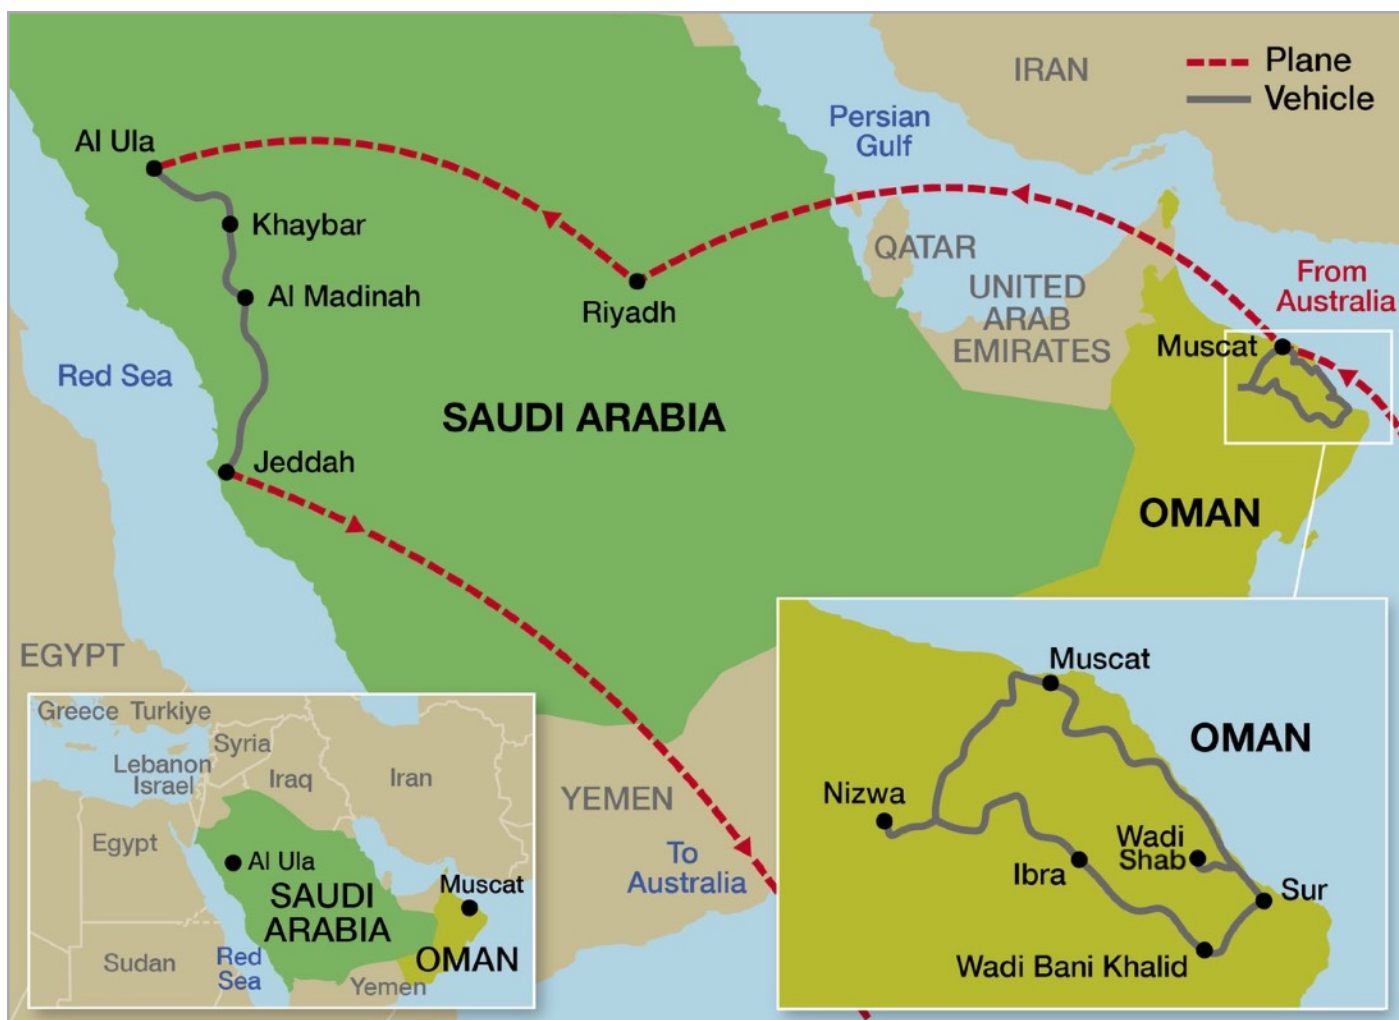 Plane
Vehicle
IRAN
Persian
Gulf
Al Ula
Khaybar
Al Madinah
Riyadh
QATAR
UNITED
ARAB
EMIRATES
From
Australia
Muscat
Red Sea
SAUDI ARABIA
Jeddah
OMAN
EGYPT
YEMEN
To
Australia
Greece
Turkiye
Syria
Lebanon
Israel
Iraq
Iran
Egypt
Al Ula
SAUDI
ARABIA
Muscat
OMAN
Red
Sea
Sudan
Yemen
Muscat
OMAN
Nizwa
Wadi
Shab
Ibra
Sur
Wadi Bani Khalid